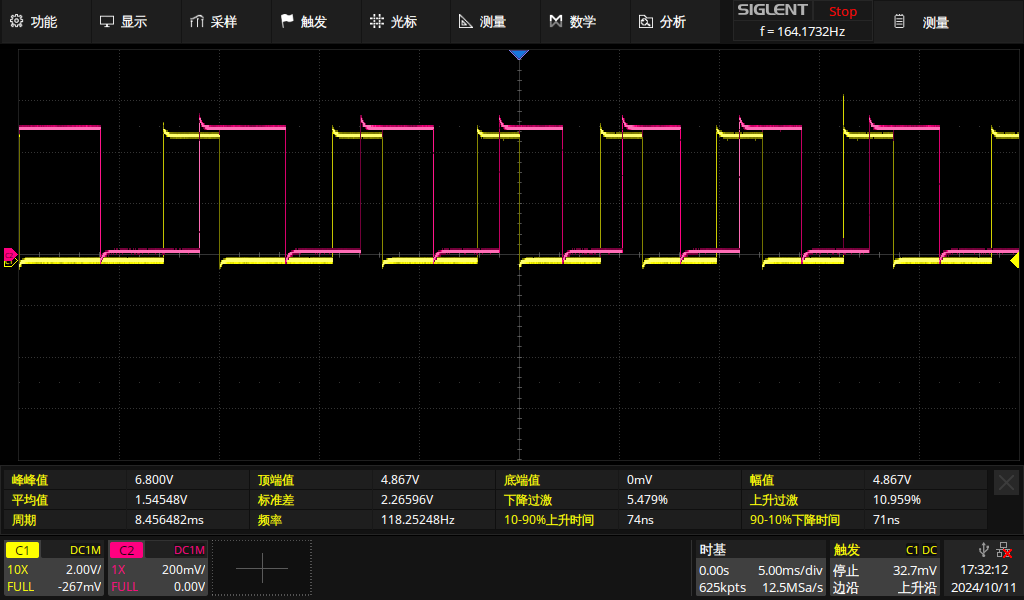 功能 显示 采样 触发 光标 测量 数学 分析 SIGLENT Stop 测量
f = 164.1732Hz
峰峰值 6.800V 顶端值 4.867V 底端值 0mV 幅值 4.867V
平均值 1.54548V 标准差 2.26596V 下降过激 5.479% 上升过激 10.959%
周期 8.456482ms 频率 118.25248Hz 10-90%上升时间 74ns 90-10%下降时间 71ns
C1 DC1M C2 DC1M 时基 触发 C1 DC
10X 2.00V/ 1X 200mV/ 0.00s 5.00ms/div 停止 32.7mV 17:32:12
FULL -267mV FULL 0.00V 625kpts 12.5MSa/s 边沿 上升沿 2024/10/11